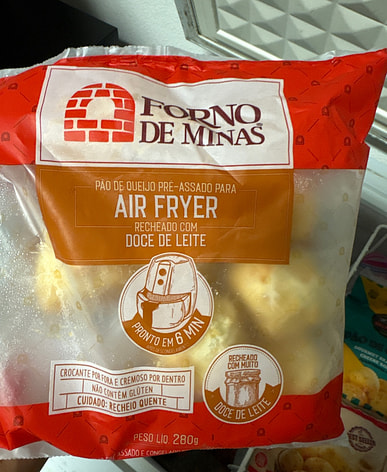 FORNO
DE MINAS
PÃO DE QUEIJO PRÉ-ASSADO PARA
AIR FRYER
RECHEADO COM
DOCE DE LEITE
PRONTO EM 6 MIN
CROCANTE POR FORA E CREMOSO POR DENTRO
NÃO CONTÉM GLÚTEN
CUIDADO: RECHEIO QUENTE
RECHEADO
COM MUITO
DOCE DE LEITE
PESO LÍQ. 280g